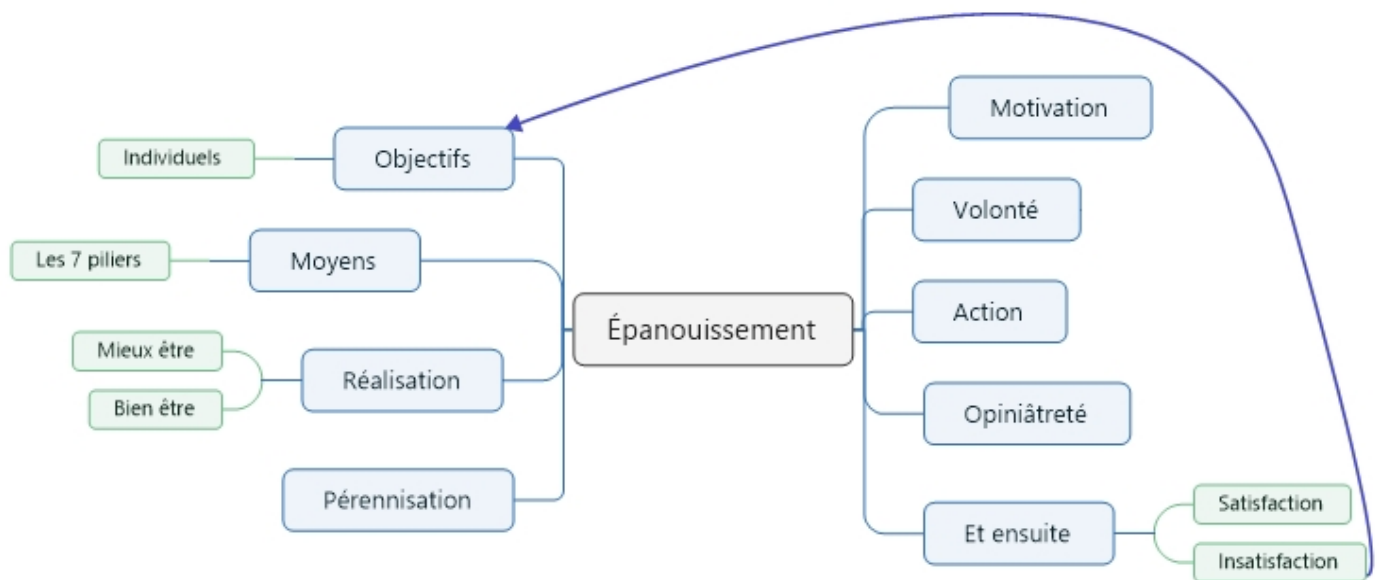 Individuels
Objectifs
Les 7 piliers
Moyens
Mieux être
Bien être
Réalisation
Pérennisation
Épanouissement
Motivation
Volonté
Action
Opiniâtreté
Et ensuite
Satisfaction
Insatisfaction